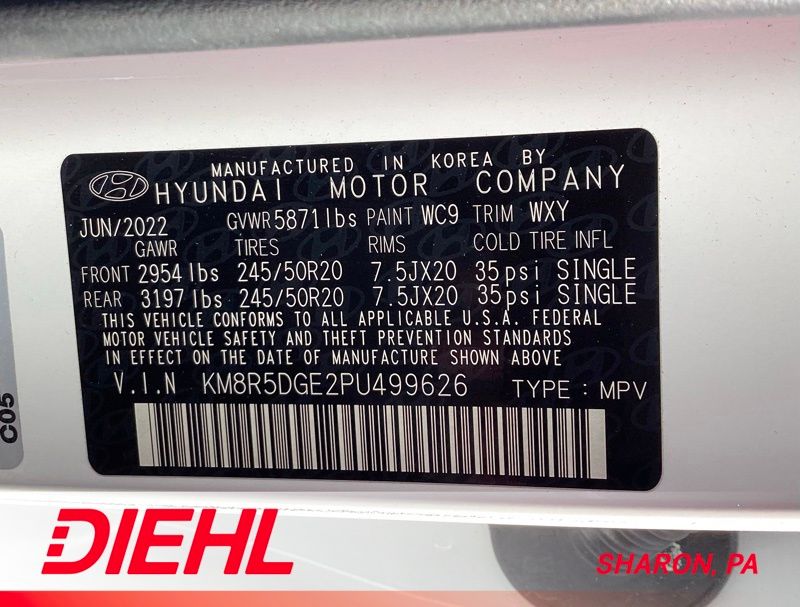 MANUFACTURED IN KOREA BY
HYUNDAI MOTOR COMPANY
JUN/2022 GVWR 5871lbs PAINT WC9 TRIM WXY
GAWR TIRES RIMS COLD TIRE INFL
FRONT 2954 lbs 245/50R20 7.5JX20 35psi SINGLE
REAR 3197 lbs 245/50R20 7.5JX20 35psi SINGLE
THIS VEHICLE CONFORMS TO ALL APPLICABLE U.S.A. FEDERAL
MOTOR VEHICLE SAFETY AND THEFT PREVENTION STANDARDS
IN EFFECT ON THE DATE OF MANUFACTURE SHOWN ABOVE
V.I.N KM8R5DGE2PU499626 TYPE : MPV
C05
DIEHL
SHARON, PA